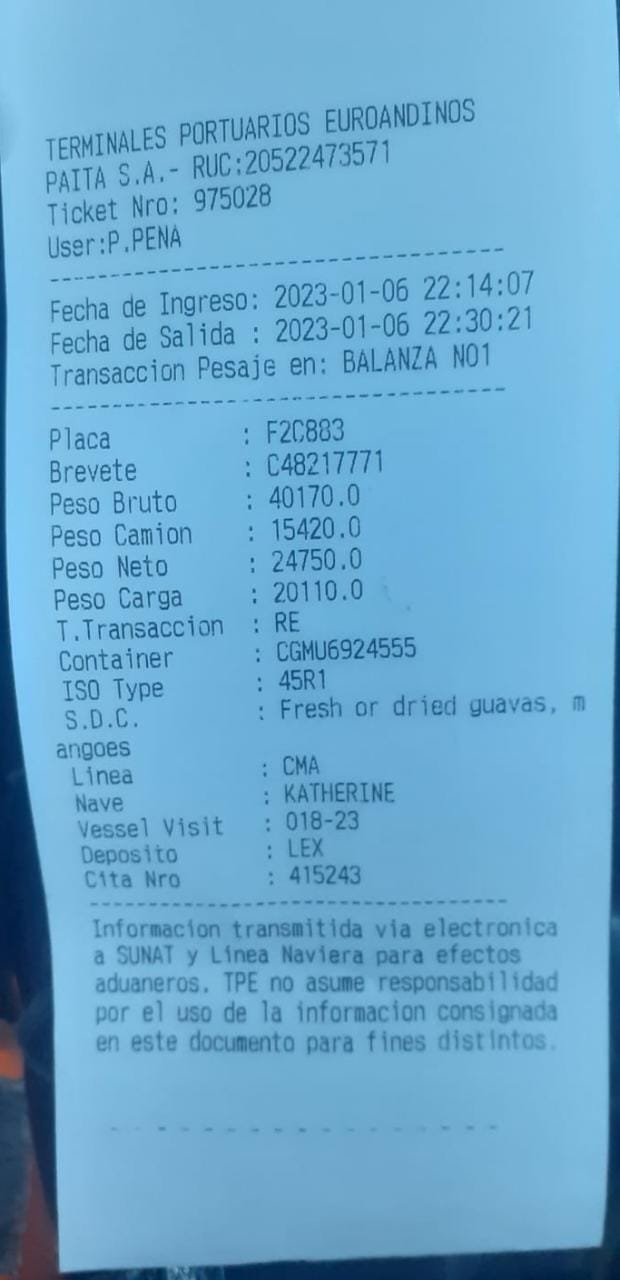 TERMINALES PORTUARIOS EUROANDINOS
PAITA S.A.- RUC:20522473571
Ticket Nro: 975028
User:P.PENA
--------------------------------
Fecha de Ingreso: 2023-01-06 22:14:07
Fecha de Salida : 2023-01-06 22:30:21
Transaccion Pesaje en: BALANZA NO1
--------------------------------
Placa : F2C883
Brevete : C48217771
Peso Bruto : 40170.0
Peso Camion : 15420.0
Peso Neto : 24750.0
Peso Carga : 20110.0
T.Transaccion : RE
Container : CGMU6924555
ISO Type : 45R1
S.D.C. : Fresh or dried guavas, m
angoes
Linea : CMA
Nave : KATHERINE
Vessel Visit : 018-23
Deposito : LEX
Cita Nro : 415243
--------------------------------
Informacion transmitida via electronica
a SUNAT y Linea Naviera para efectos
aduaneros. TPE no asume responsabilidad
por el uso de la informacion consignada
en este documento para fines distintos.
- - - - - - - - - - - - - - - -